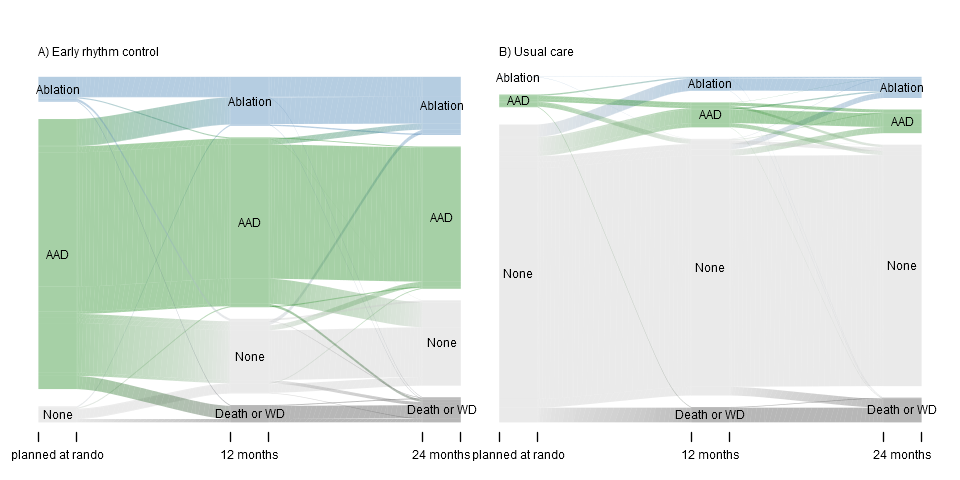 A) Early rhythm control
Ablation
AAD
None
Ablation
AAD
None
Death or WD
Ablation
AAD
None
Death or WD
planned at rando
12 months
24 months
B) Usual care
Ablation
AAD
None
Ablation
AAD
None
Death or WD
Ablation
AAD
None
Death or WD
planned at rando
12 months
24 months